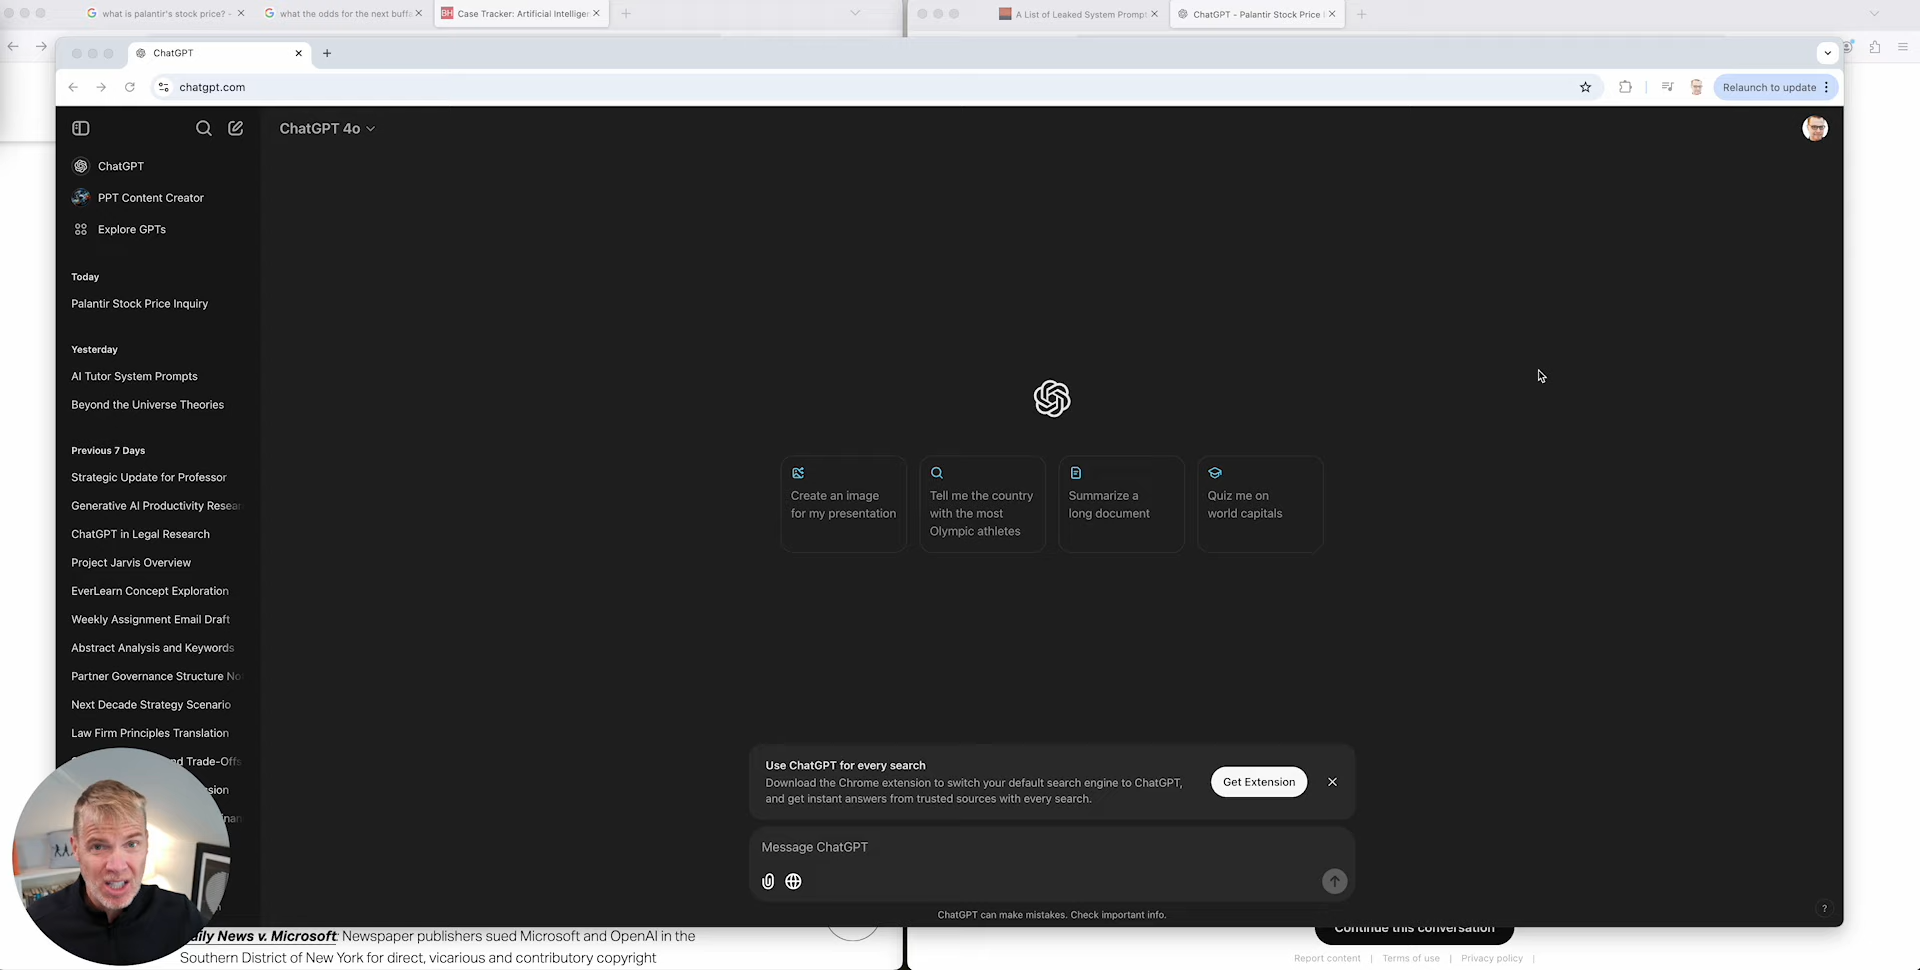 what is palantir's stock price? -
what the odds for the next buff
Case Tracker: Artificial Intellige
A List of Leaked System Promp
ChatGPT - Palantir Stock Price
ChatGPT
chatgpt.com
Relaunch to update
ChatGPT 4o
ChatGPT
PPT Content Creator
Explore GPTs
Today
Palantir Stock Price Inquiry
Yesterday
AI Tutor System Prompts
Beyond the Universe Theories
Previous 7 Days
Strategic Update for Professor
Generative AI Productivity Resear
ChatGPT in Legal Research
Project Jarvis Overview
EverLearn Concept Exploration
Weekly Assignment Email Draft
Abstract Analysis and Keywords
Partner Governance Structure No
Next Decade Strategy Scenario
Law Firm Principles Translation
d Trade-Offs
sion
inan
Create an image
for my presentation
Tell me the country
with the most
Olympic athletes
Summarize a
long document
Quiz me on
world capitals
Use ChatGPT for every search
Download the Chrome extension to switch your default search engine to ChatGPT,
and get instant answers from trusted sources with every search.
Get Extension
Message ChatGPT
ChatGPT can make mistakes. Check important info.
?
aily News v. Microsoft: Newspaper publishers sued Microsoft and OpenAI in the
Southern District of New York for direct, vicarious and contributory copyright
Continue this conversation
Report content | Terms of use | Privacy policy |